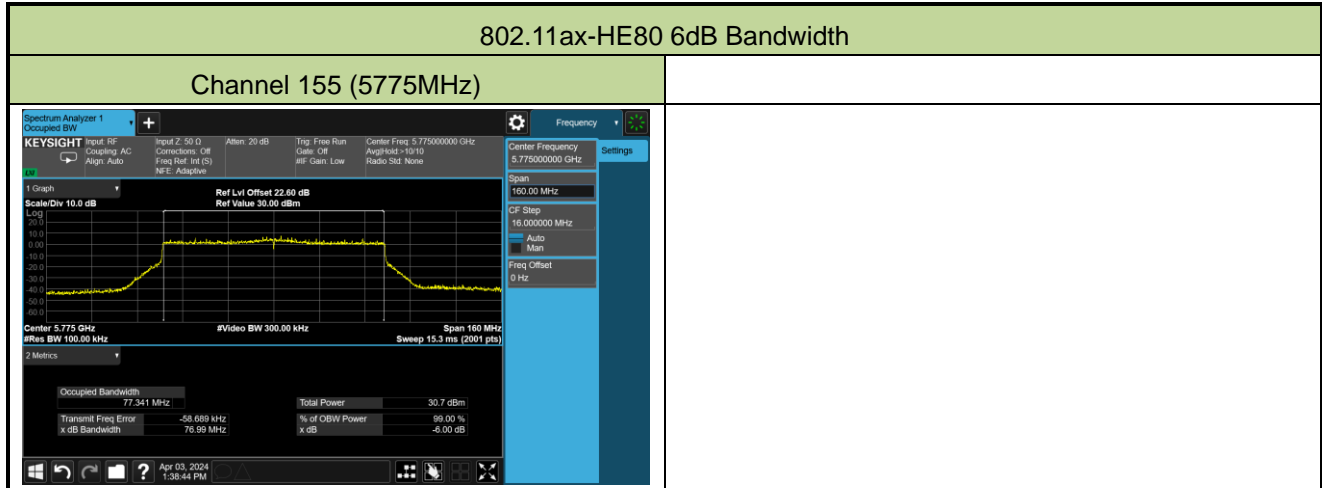 802.11ax-HE80 6dB Bandwidth
Channel 155 (5775MHz)
Spectrum Analyzer 1
Occupied BW
+
Frequency
KEYSIGHT
Input: RF
Coupling: AC
Align: Auto
Input Z: 50 Ω
Corrections: Off
Freq Ref: Int (S)
NFE: Adaptive
Atten: 20 dB
Trig: Free Run
Gate: Off
#IF Gain: Low
Center Freq: 5.775000000 GHz
Avg|Hold:>10/10
Radio Std: None
Center Frequency
5.775000000 GHz
Settings
Span
160.00 MHz
CF Step
16.000000 MHz
Auto
Man
Freq Offset
0 Hz
1 Graph
Scale/Div 10.0 dB
Ref Lvl Offset 22.60 dB
Ref Value 30.00 dBm
Log
20.0
10.0
0.00
-10.0
-20.0
-30.0
-40.0
-50.0
-60.0
Center 5.775 GHz
#Res BW 100.00 kHz
#Video BW 300.00 kHz
Span 160 MHz
Sweep 15.3 ms (2001 pts)
2 Metrics
Occupied Bandwidth
77.341 MHz
Total Power 30.7 dBm
Transmit Freq Error -58.689 kHz
% of OBW Power 99.00 %
x dB Bandwidth 76.99 MHz
x dB -6.00 dB
?
Apr 03, 2024
1:38:44 PM